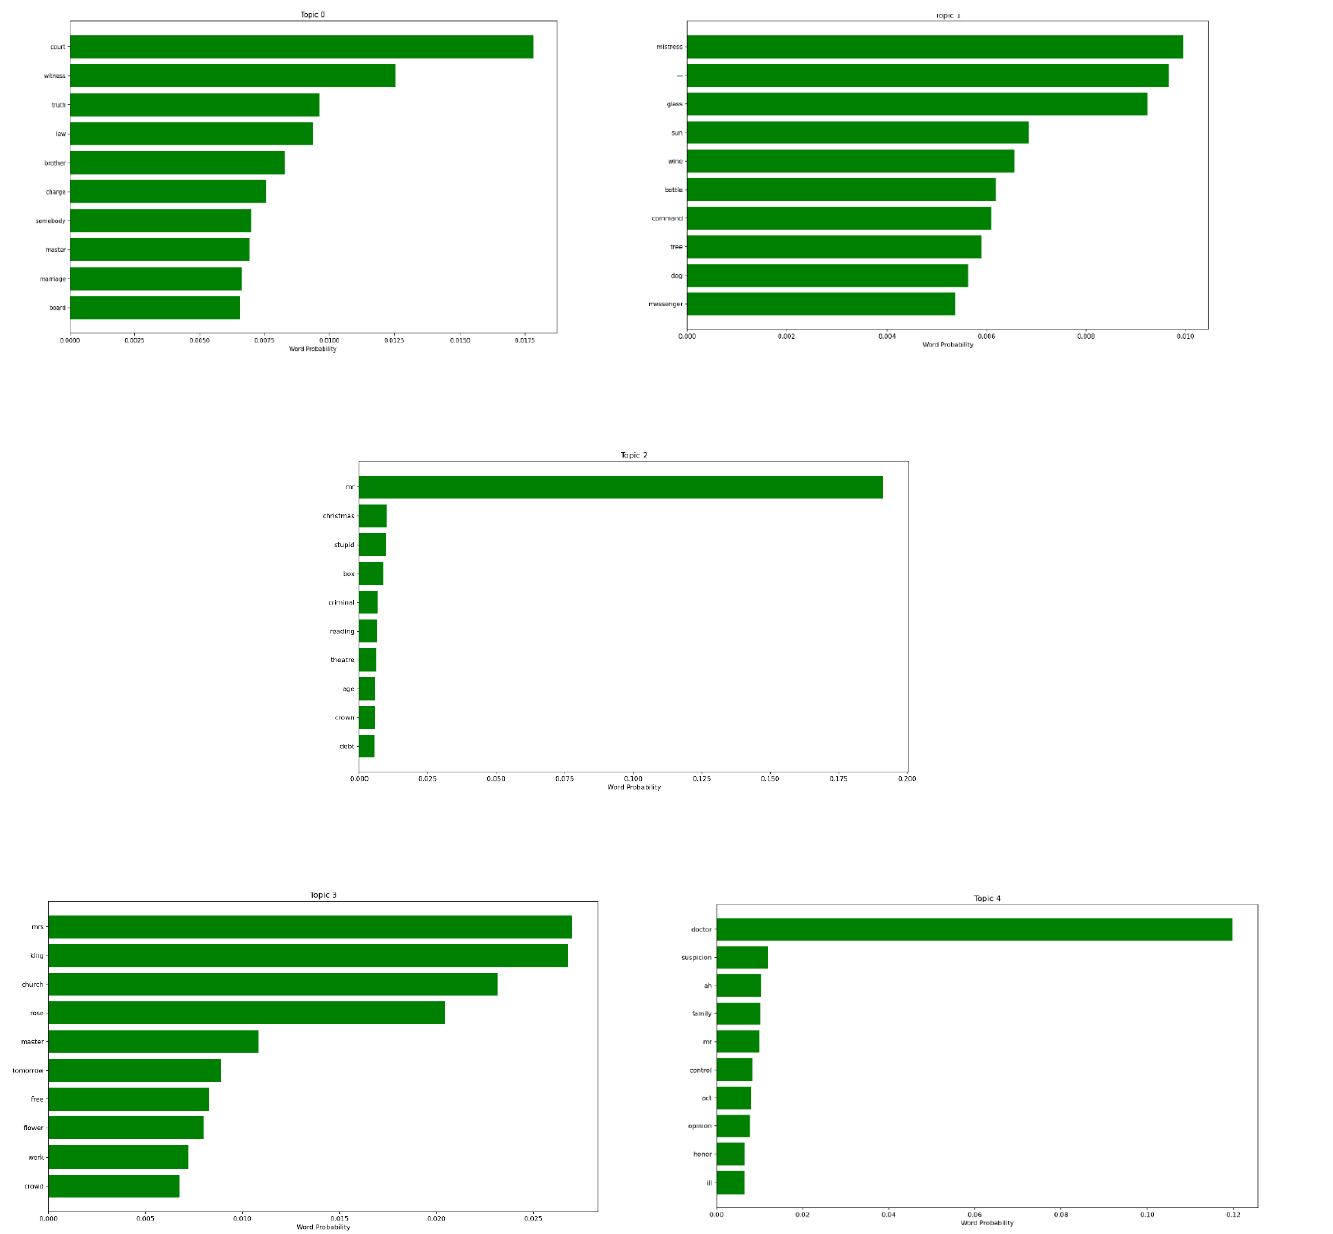 Topic 0
court
witness
truth
law
brother
charge
somebody
master
marriage
board
0.0000 0.0025 0.0050 0.0075 0.0100 0.0125 0.0150 0.0175
Word Probability
Topic 1
mistress
—
glass
sun
wine
bottle
command
tree
dog
messenger
0.000 0.002 0.004 0.006 0.008 0.010
Word Probability
Topic 2
mr
christmas
stupid
box
criminal
reading
theatre
age
crown
debt
0.000 0.025 0.050 0.075 0.100 0.125 0.150 0.175 0.200
Word Probability
Topic 3
mrs
king
church
rose
master
tomorrow
free
flower
work
crowd
0.000 0.005 0.010 0.015 0.020 0.025
Word Probability
Topic 4
doctor
suspicion
ah
family
mr
control
oct
opinion
honor
ill
0.00 0.02 0.04 0.06 0.08 0.10 0.12
Word Probability